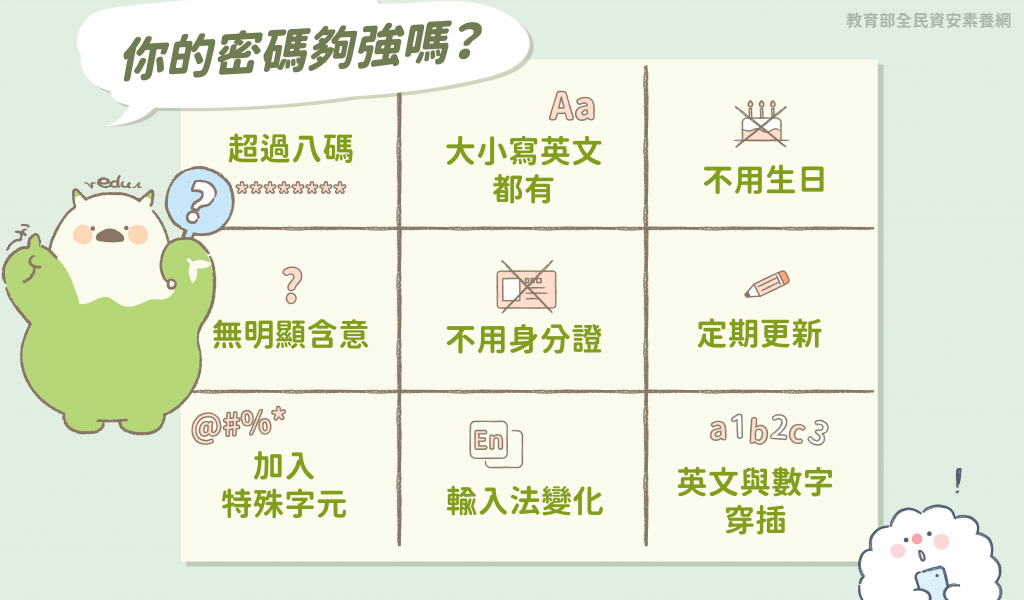 教育部全民資安素養網
你的密碼夠強嗎？
超過八碼
********
Aa
大小寫英文
都有
不用生日
edu
?
?
無明顯含意
不用身分證
定期更新
@#%*
加入
特殊字元
En
輸入法變化
a1b2c3
英文與數字
穿插
!